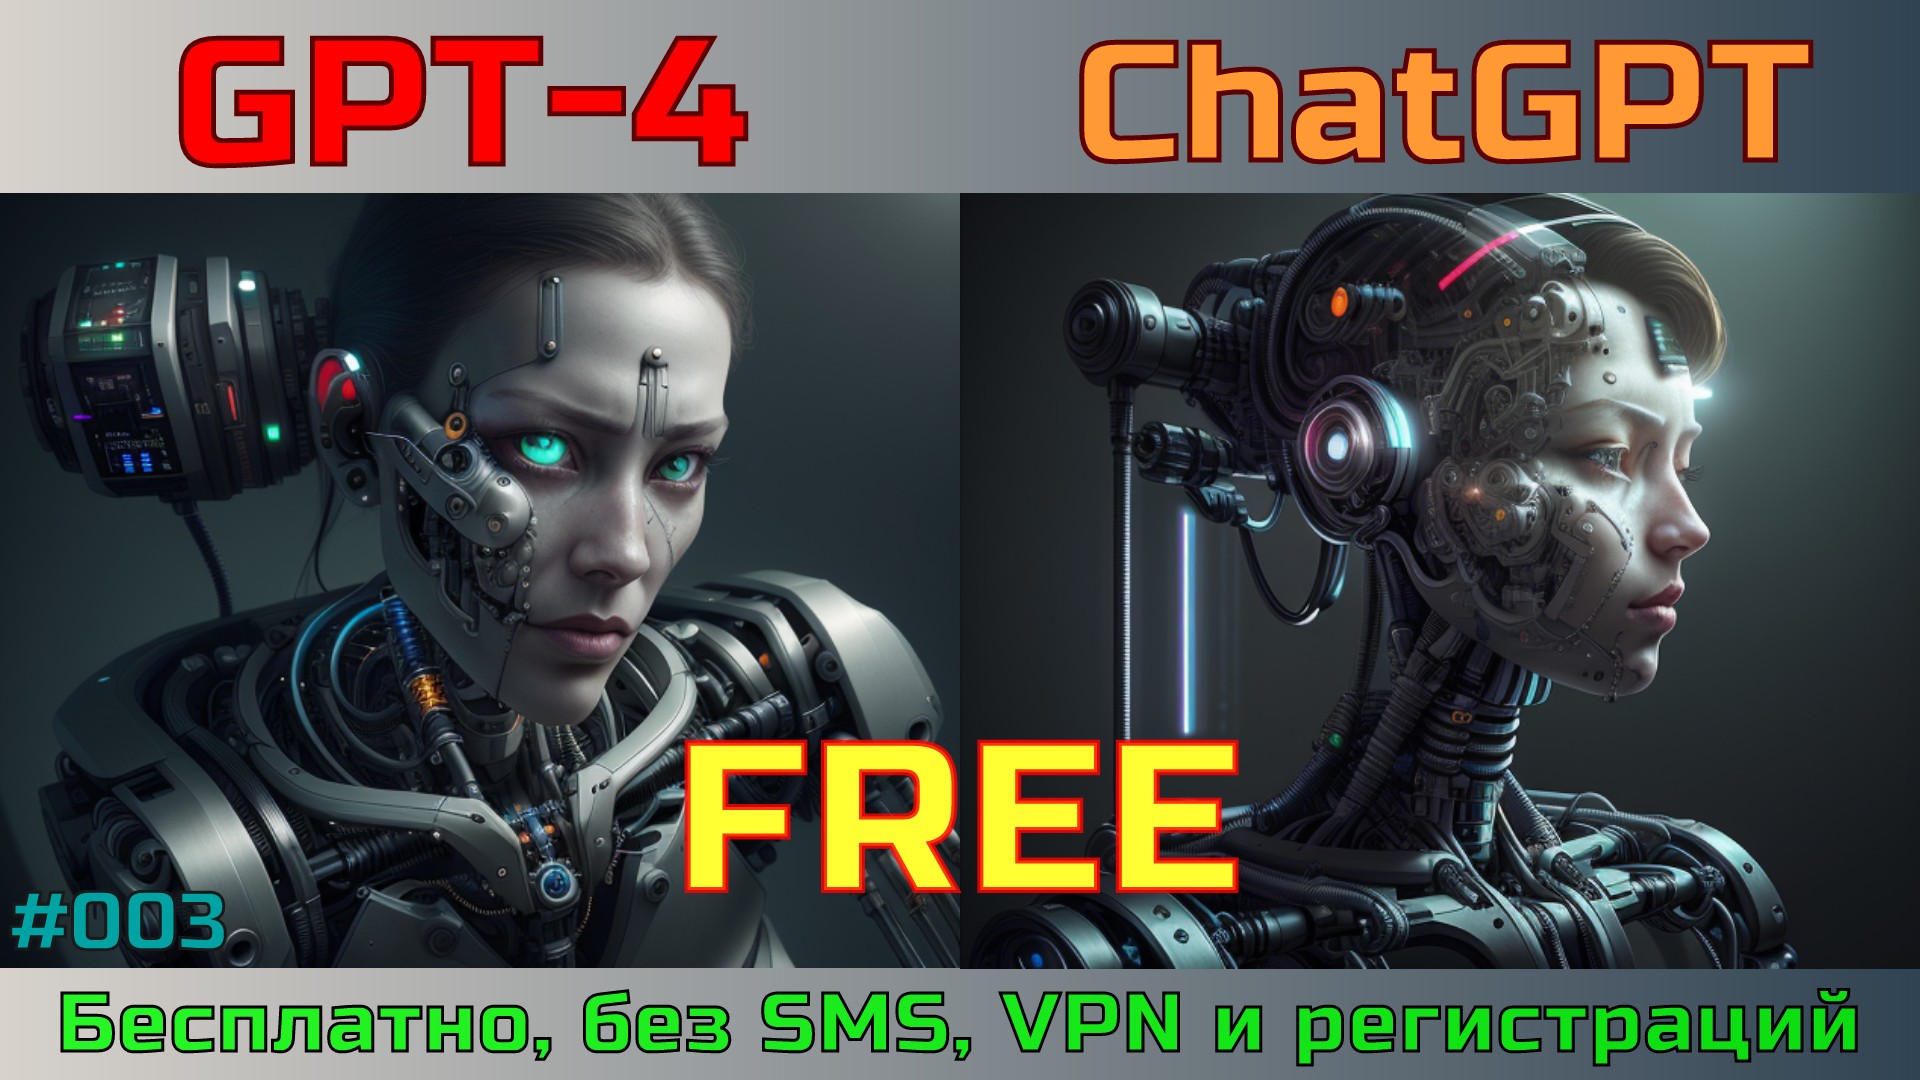 GPT-4 ChatGPT
FREE
#003
Бесплатно, без SMS, VPN и регистраций